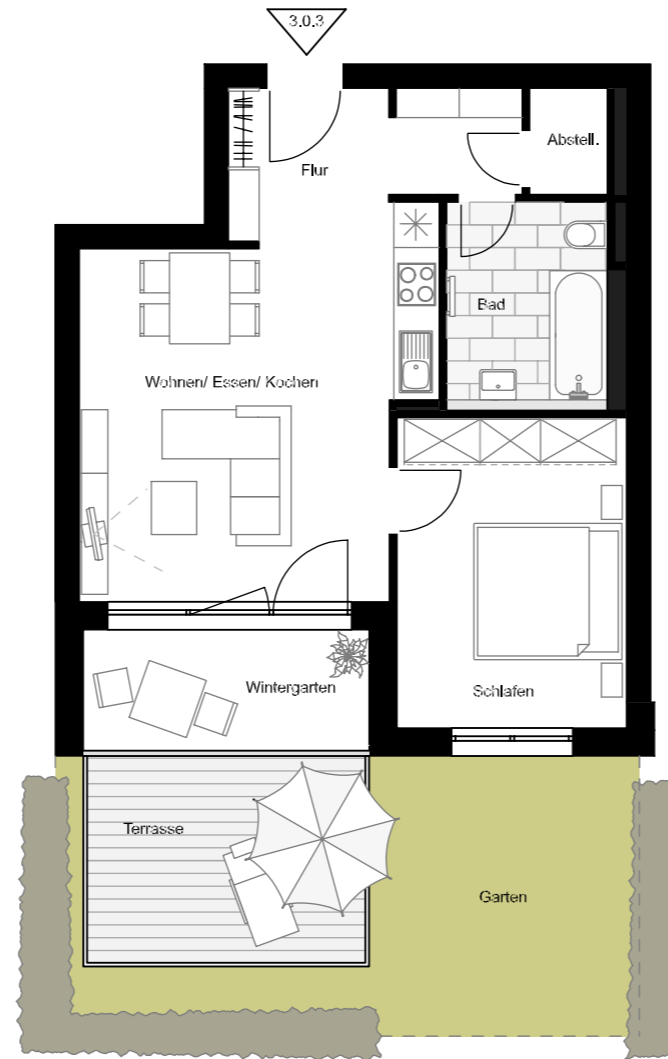 3.0.3
Abstell.
Flur
Bad
Wohnen/ Essen/ Kochen
Wintergarten
Schlafen
Terrasse
Garten